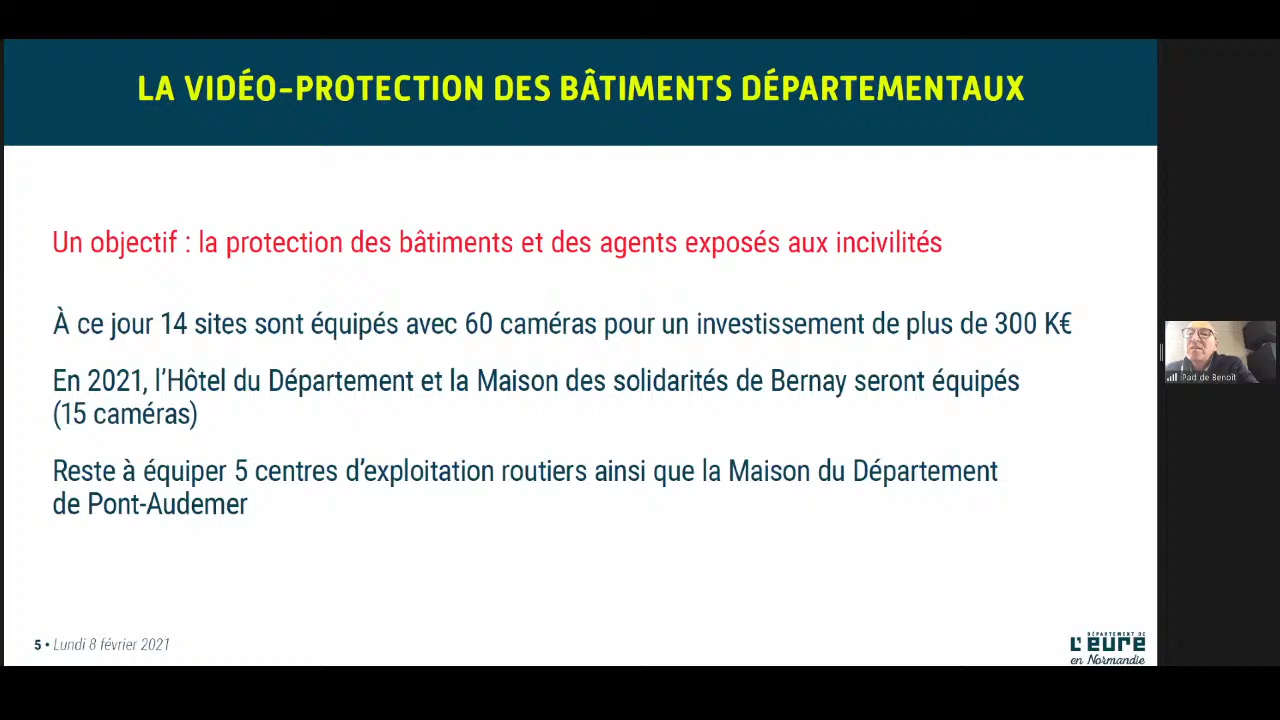 LA VIDÉO-PROTECTION DES BÂTIMENTS DÉPARTEMENTAUX
Un objectif : la protection des bâtiments et des agents exposés aux incivilités
À ce jour 14 sites sont équipés avec 60 caméras pour un investissement de plus de 300 K€
En 2021, l’Hôtel du Département et la Maison des solidarités de Bernay seront équipés
(15 caméras)
Reste à équiper 5 centres d’exploitation routiers ainsi que la Maison du Département
de Pont-Audemer
iPad de Benoît
5 • Lundi 8 février 2021
DÉPARTEMENT DE
L'EURE
en Normandie